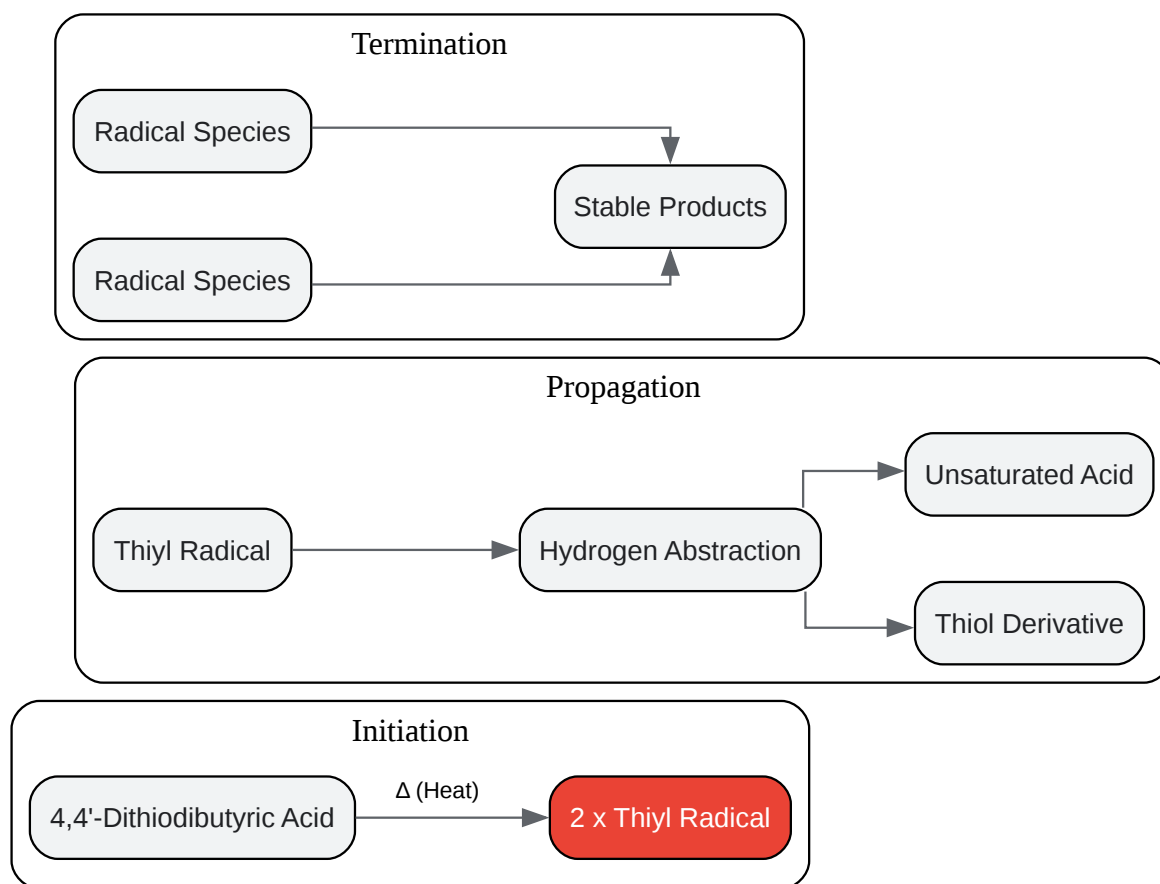 Termination
Radical Species
Stable Products
Radical Species
Propagation
Unsaturated Acid
Thiyl Radical
Hydrogen Abstraction
Thiol Derivative
Initiation
Δ (Heat)
4,4'-Dithiodibutyric Acid
2 x Thiyl Radical